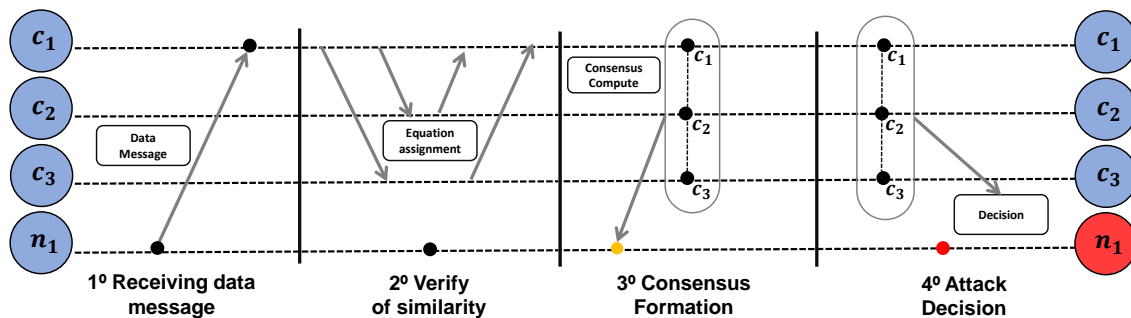 c1
c2
c3
n1
Data
Message
1º Receiving data
message
Equation
assignment
2º Verify
of similarity
Consensus
Compute
c1
c2
c3
3º Consensus
Formation
c1
c2
c3
Decision
4º Attack
Decision
c1
c2
c3
n1